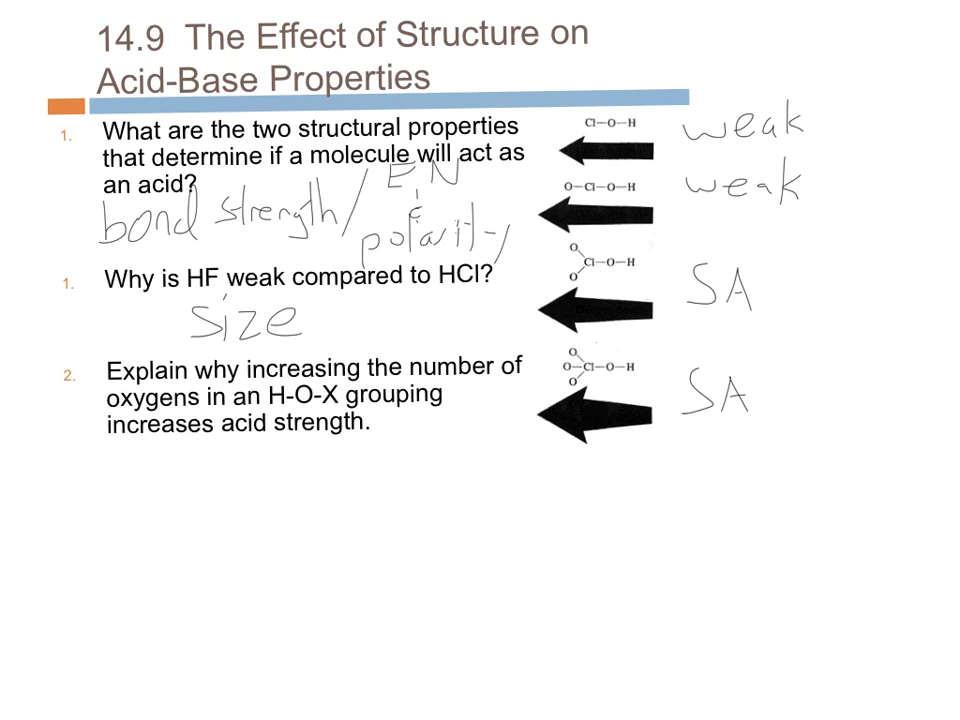 14.9 The Effect of Structure on
Acid-Base Properties
1. What are the two structural properties
that determine if a molecule will act as
an acid?
bond strength/ E.N
& polarity
1. Why is HF weak compared to HCl?
size
2. Explain why increasing the number of
oxygens in an H-O-X grouping
increases acid strength.
Cl–O–H weak
O–Cl–O–H weak
O
Cl–O–H
O
SA
O
O–Cl–O–H
O
SA